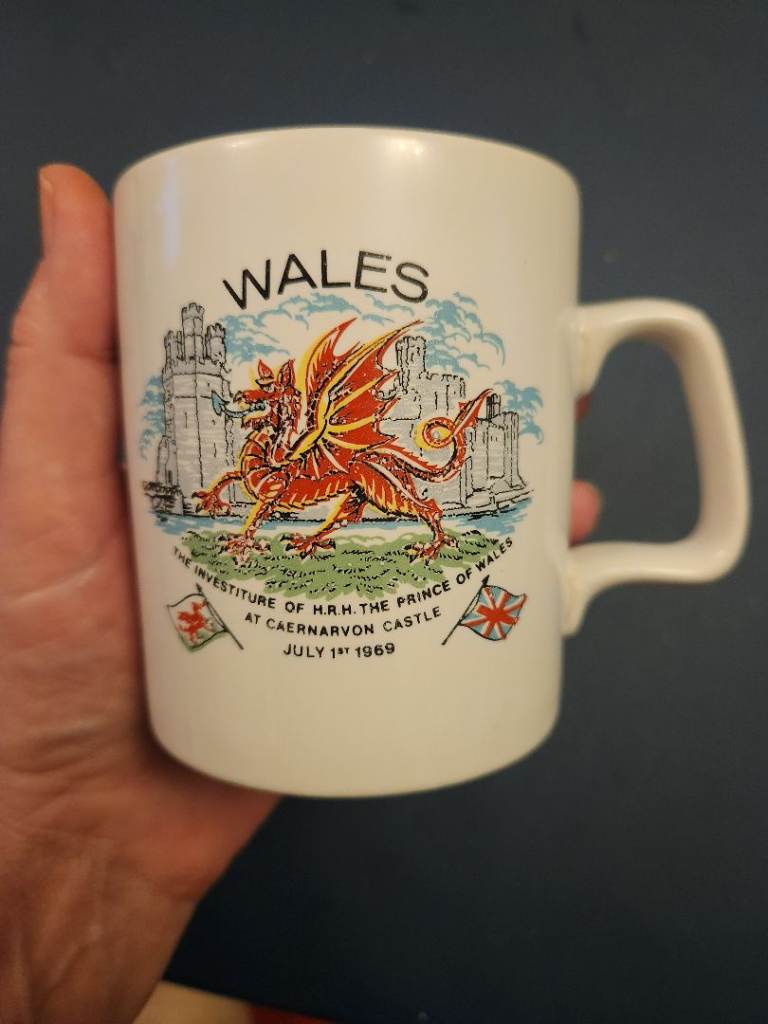 WALES
THE INVESTITURE OF H.R.H. THE PRINCE OF WALES
AT CAERNARVON CASTLE
JULY 1ST 1969